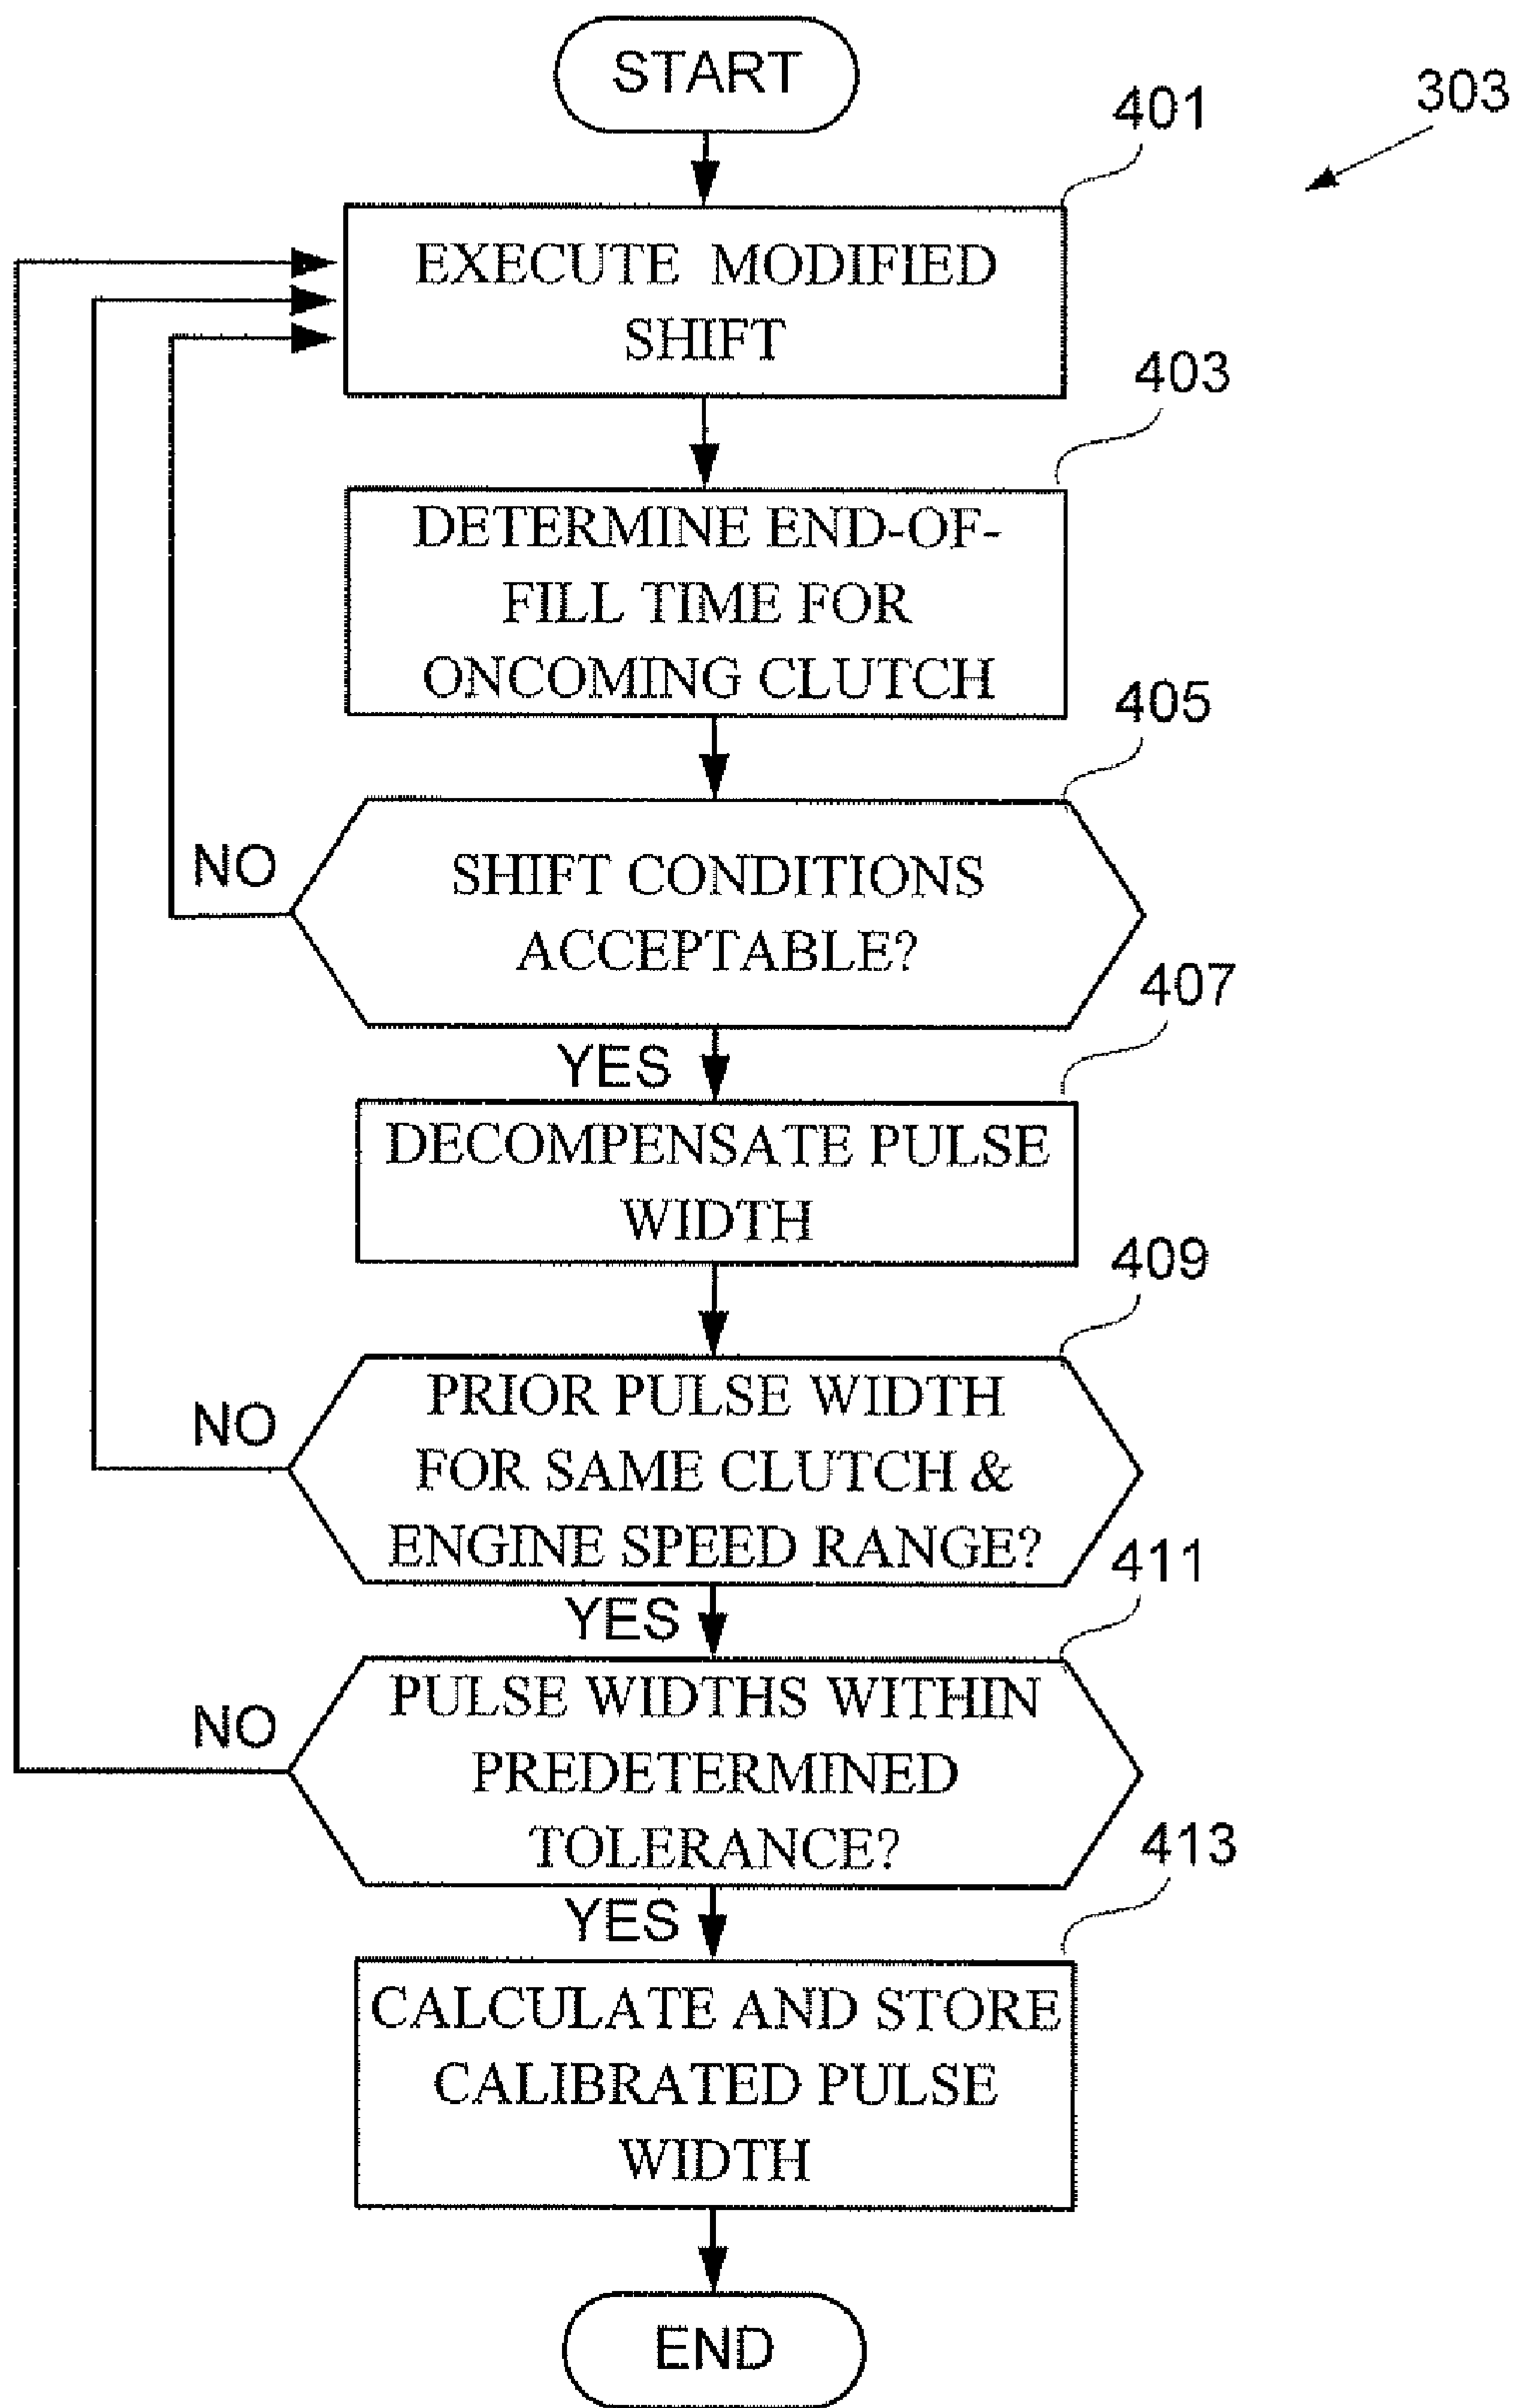 START
303
401
EXECUTE MODIFIED
SHIFT
403
DETERMINE END-OF-
FILL TIME FOR
ONCOMING CLUTCH
405
SHIFT CONDITIONS
ACCEPTABLE?
NO
407
YES
DECOMPENSATE PULSE
WIDTH
409
PRIOR PULSE WIDTH
FOR SAME CLUTCH &
ENGINE SPEED RANGE?
NO
411
YES
PULSE WIDTHS WITHIN
PREDETERMINED
TOLERANCE?
NO
413
YES
CALCULATE AND STORE
CALIBRATED PULSE
WIDTH
END